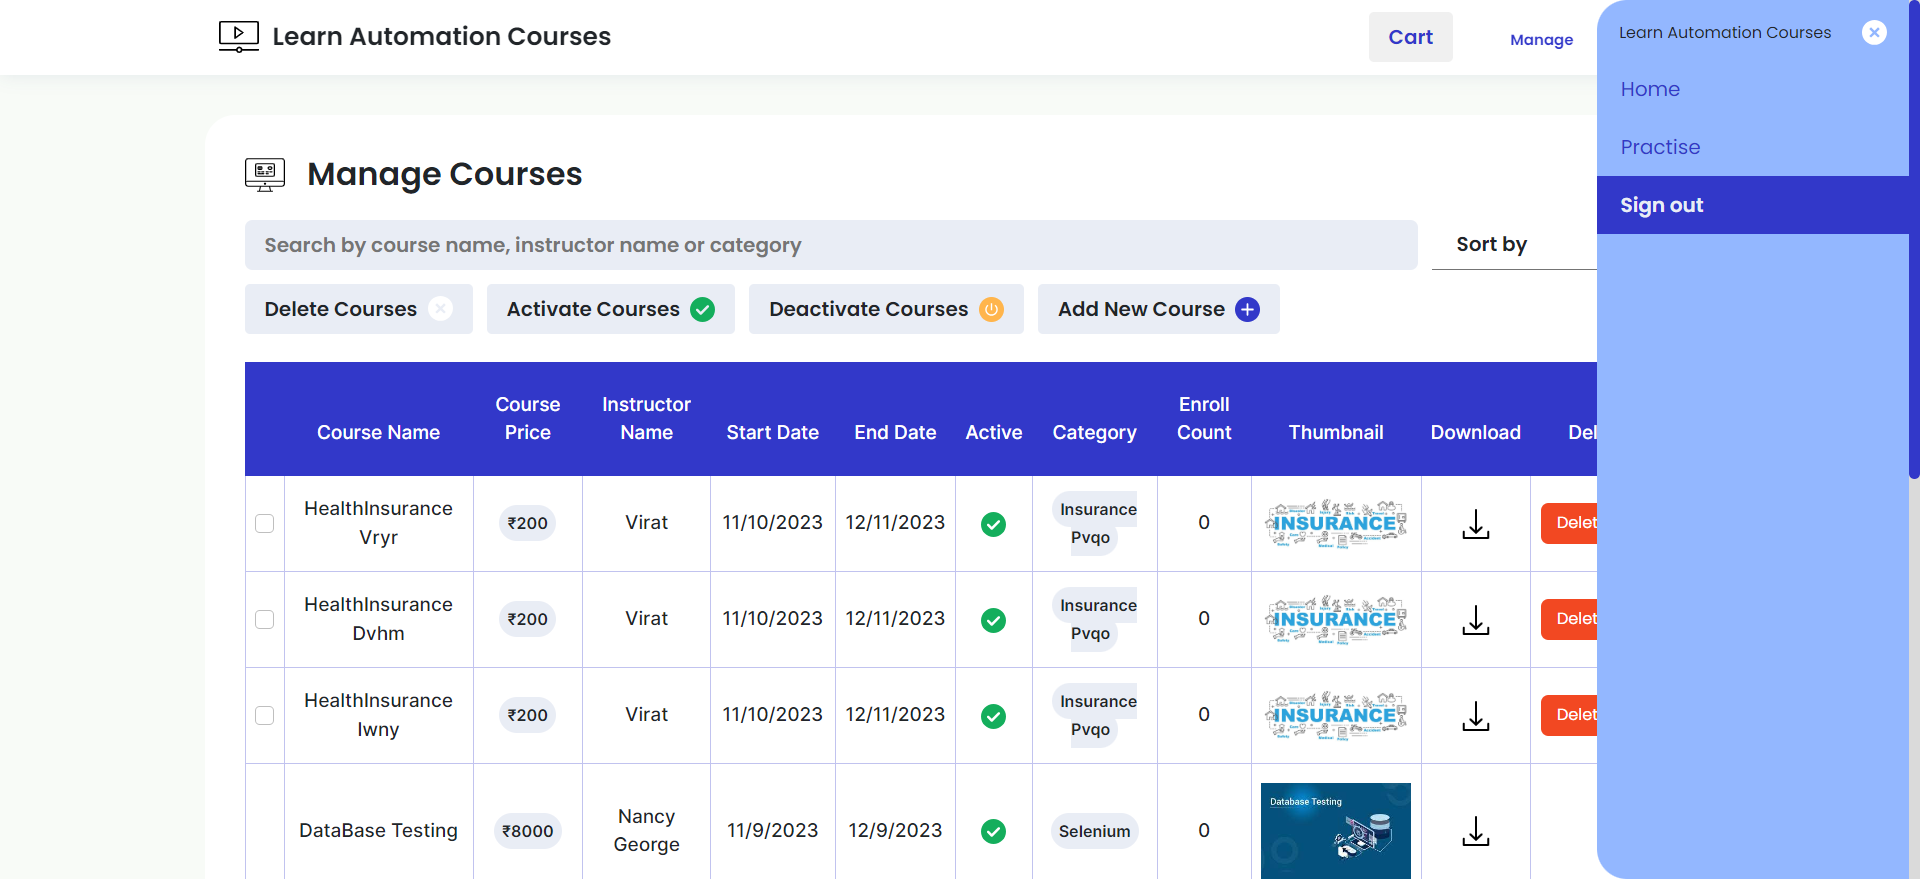 Learn Automation Courses
Cart
Manage
Learn Automation Courses
Home
Practise
Sign out
Manage Courses
Search by course name, instructor name or category
Sort by
Delete Courses
Activate Courses
Deactivate Courses
Add New Course
Course Name
Course
Price
Instructor
Name
Start Date
End Date
Active
Category
Enroll
Count
Thumbnail
Download
Del
HealthInsurance
Vryr
₹200
Virat
11/10/2023
12/11/2023
Insurance
Pvqo
0
INSURANCE
Delet
HealthInsurance
Dvhm
₹200
Virat
11/10/2023
12/11/2023
Insurance
Pvqo
0
INSURANCE
Delet
HealthInsurance
Iwny
₹200
Virat
11/10/2023
12/11/2023
Insurance
Pvqo
0
INSURANCE
Delet
DataBase Testing
₹8000
Nancy
George
11/9/2023
12/9/2023
Selenium
0
Database Testing